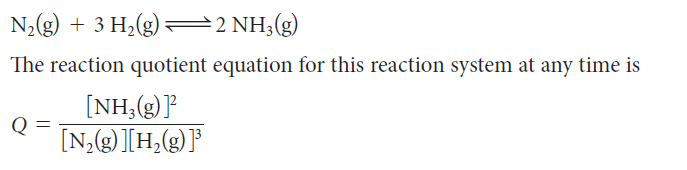 N₂(g) + 3 H₂(g) ⇌ 2 NH₃(g)
The reaction quotient equation for this reaction system at any time is
Q = [NH₃(g)]² / [N₂(g)][H₂(g)]³